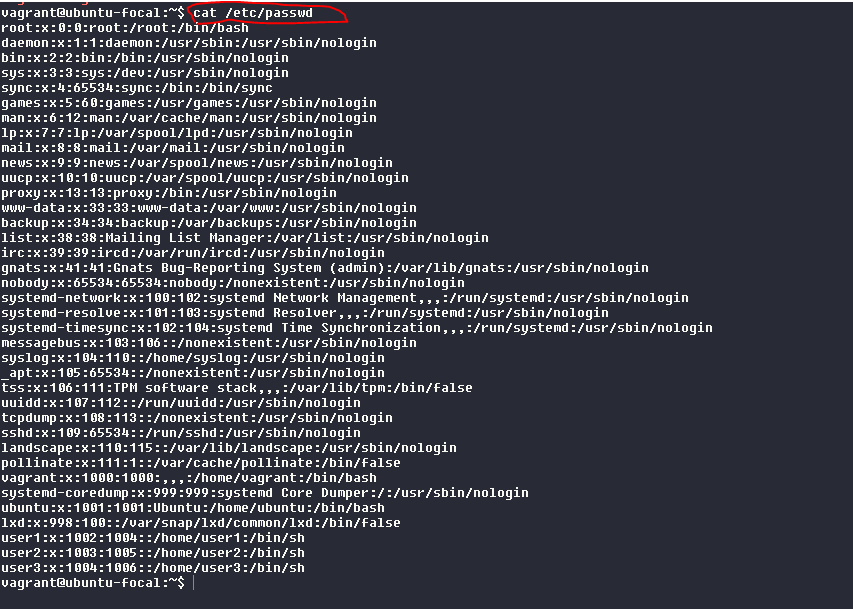 vagrant@ubuntu-focal:~$ cat /etc/passwd
root:x:0:0:root:/root:/bin/bash
daemon:x:1:1:daemon:/usr/sbin:/usr/sbin/nologin
bin:x:2:2:bin:/bin:/usr/sbin/nologin
sys:x:3:3:sys:/dev:/usr/sbin/nologin
sync:x:4:65534:sync:/bin:/bin/sync
games:x:5:60:games:/usr/games:/usr/sbin/nologin
man:x:6:12:man:/var/cache/man:/usr/sbin/nologin
lp:x:7:7:lp:/var/spool/lpd:/usr/sbin/nologin
mail:x:8:8:mail:/var/mail:/usr/sbin/nologin
news:x:9:9:news:/var/spool/news:/usr/sbin/nologin
uucp:x:10:10:uucp:/var/spool/uucp:/usr/sbin/nologin
proxy:x:13:13:proxy:/bin:/usr/sbin/nologin
www-data:x:33:33:www-data:/var/www:/usr/sbin/nologin
backup:x:34:34:backup:/var/backups:/usr/sbin/nologin
list:x:38:38:Mailing List Manager:/var/list:/usr/sbin/nologin
irc:x:39:39:ircd:/var/run/ircd:/usr/sbin/nologin
gnats:x:41:41:Gnats Bug-Reporting System (admin):/var/lib/gnats:/usr/sbin/nologin
nobody:x:65534:65534:nobody:/nonexistent:/usr/sbin/nologin
systemd-network:x:100:102:systemd Network Management,,,:/run/systemd:/usr/sbin/nologin
systemd-resolve:x:101:103:systemd Resolver,,,:/run/systemd:/usr/sbin/nologin
systemd-timesync:x:102:104:systemd Time Synchronization,,,:/run/systemd:/usr/sbin/nologin
messagebus:x:103:106::/nonexistent:/usr/sbin/nologin
syslog:x:104:110::/home/syslog:/usr/sbin/nologin
_apt:x:105:65534::/nonexistent:/usr/sbin/nologin
tss:x:106:111:TPM software stack,,,:/var/lib/tpm:/bin/false
uuidd:x:107:112::/run/uuidd:/usr/sbin/nologin
tcpdump:x:108:113::/nonexistent:/usr/sbin/nologin
sshd:x:109:65534::/run/sshd:/usr/sbin/nologin
landscape:x:110:115::/var/lib/landscape:/usr/sbin/nologin
pollinate:x:111:1::/var/cache/pollinate:/bin/false
vagrant:x:1000:1000:,,,:/home/vagrant:/bin/bash
systemd-coredump:x:999:999:systemd Core Dumper:/:/usr/sbin/nologin
ubuntu:x:1001:1001:Ubuntu:/home/ubuntu:/bin/bash
lxd:x:998:100::/var/snap/lxd/common/lxd:/bin/false
user1:x:1002:1004::/home/user1:/bin/sh
user2:x:1003:1005::/home/user2:/bin/sh
user3:x:1004:1006::/home/user3:/bin/sh
vagrant@ubuntu-focal:~$